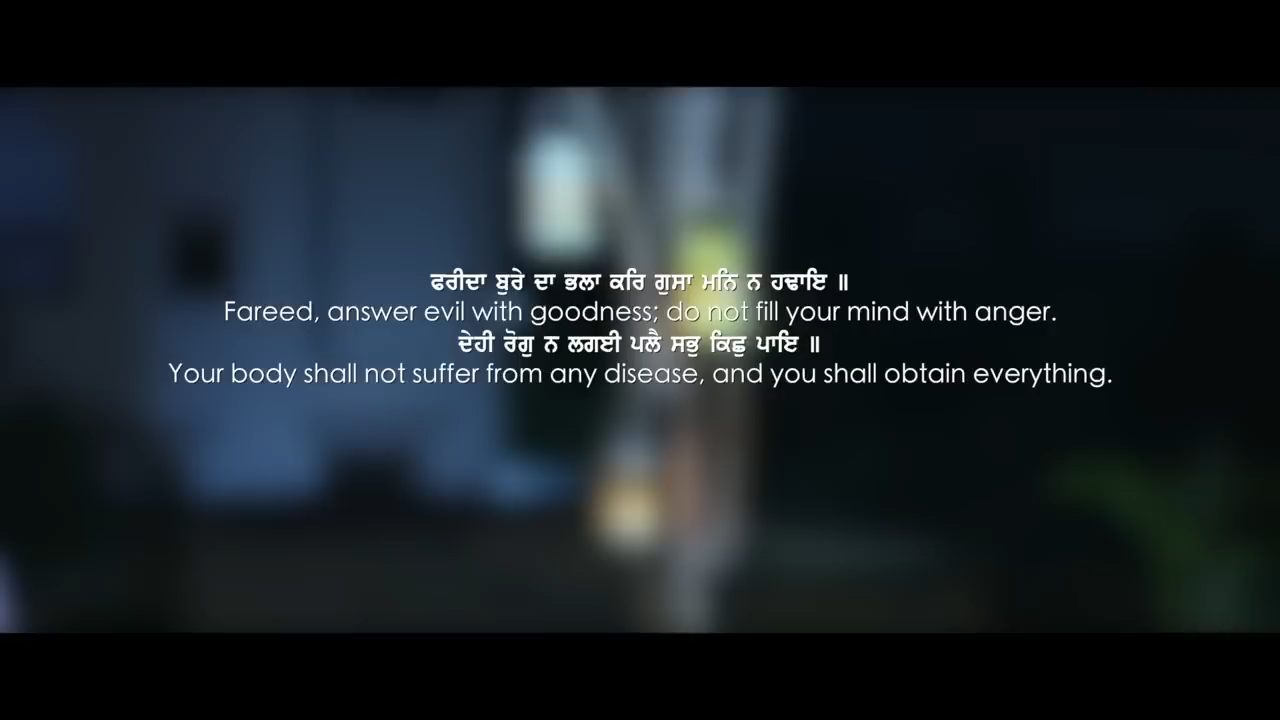 ਫਰੀਦਾ ਬੁਰੇ ਦਾ ਭਲਾ ਕਰਿ ਗੁਸਾ ਮਨਿ ਨ ਹਢਾਇ ॥
Fareed, answer evil with goodness; do not fill your mind with anger.
ਦੇਹੀ ਰੋਗੁ ਨ ਲਗਈ ਪਲੈ ਸਭੁ ਕਿਛੁ ਪਾਇ ॥
Your body shall not suffer from any disease, and you shall obtain everything.